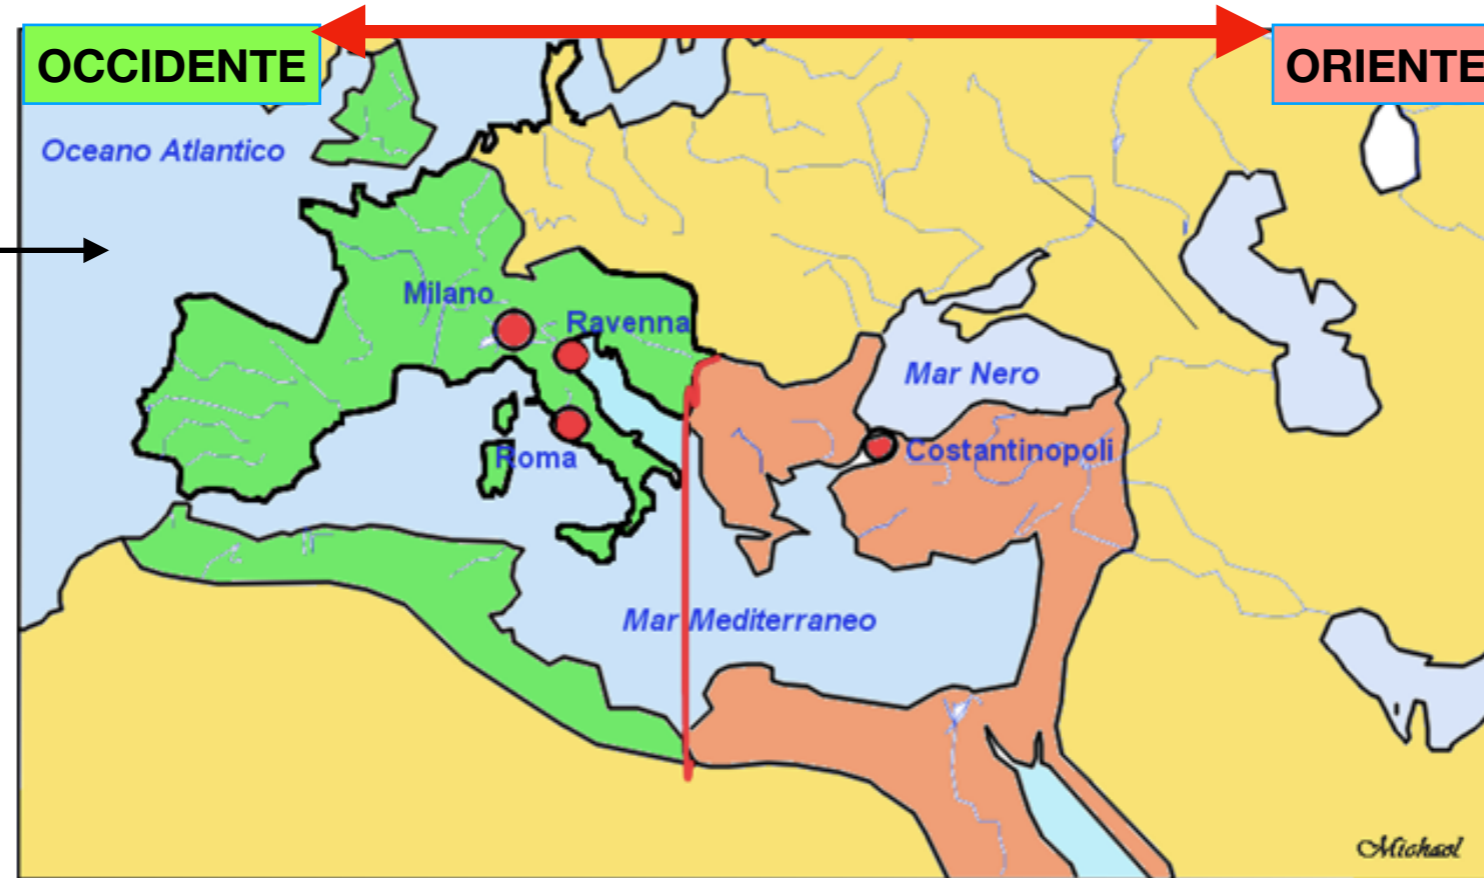 OCCIDENTE
ORIENTE
Oceano Atlantico
Milano
Ravenna
Mar Nero
Roma
Costantinopoli
Mar Mediterraneo
Michael